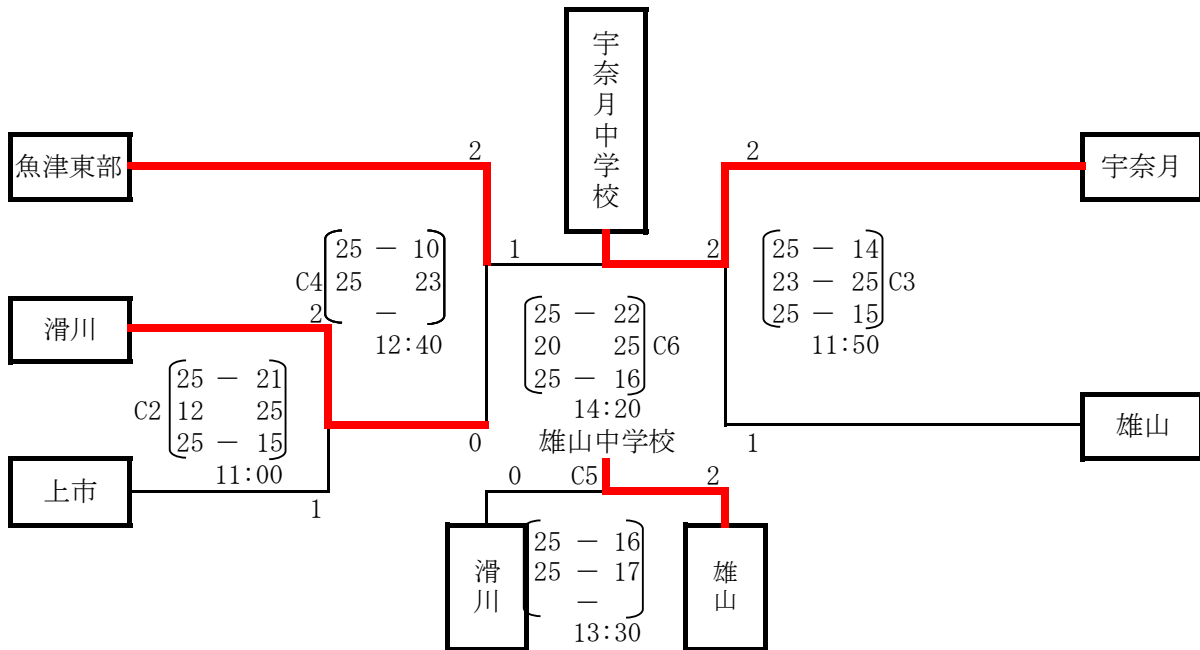 宇奈月中学校
魚津東部
2
2
宇奈月
25 － 10
25 23
－
C4
12:40
1
2
25 － 14
23 － 25
25 － 15
C3
11:50
滑川
2
25 － 22
20 25
25 － 16
C6
14:20
25 － 21
12 25
25 － 15
C2
11:00
0
雄山中学校
1
雄山
上市
1
0
C5
2
滑川
25 － 16
25 － 17
－
13:30
雄山